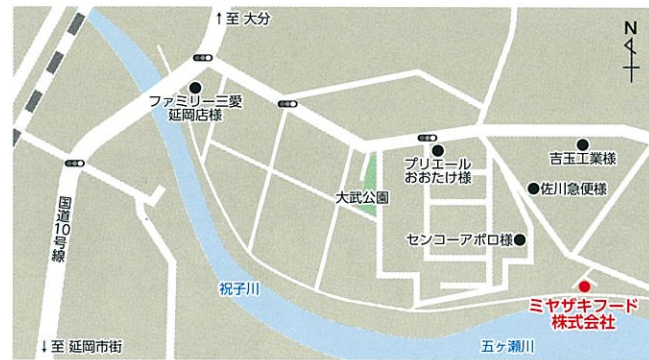 ↑至 大分
N
ファミリー三愛
延岡店様
プリエール
おおたけ様
吉玉工業様
大武公園
佐川急便様
国道10号線
センコーアポロ様
祝子川
ミヤザキフード
株式会社
↓至 延岡市街
五ヶ瀬川